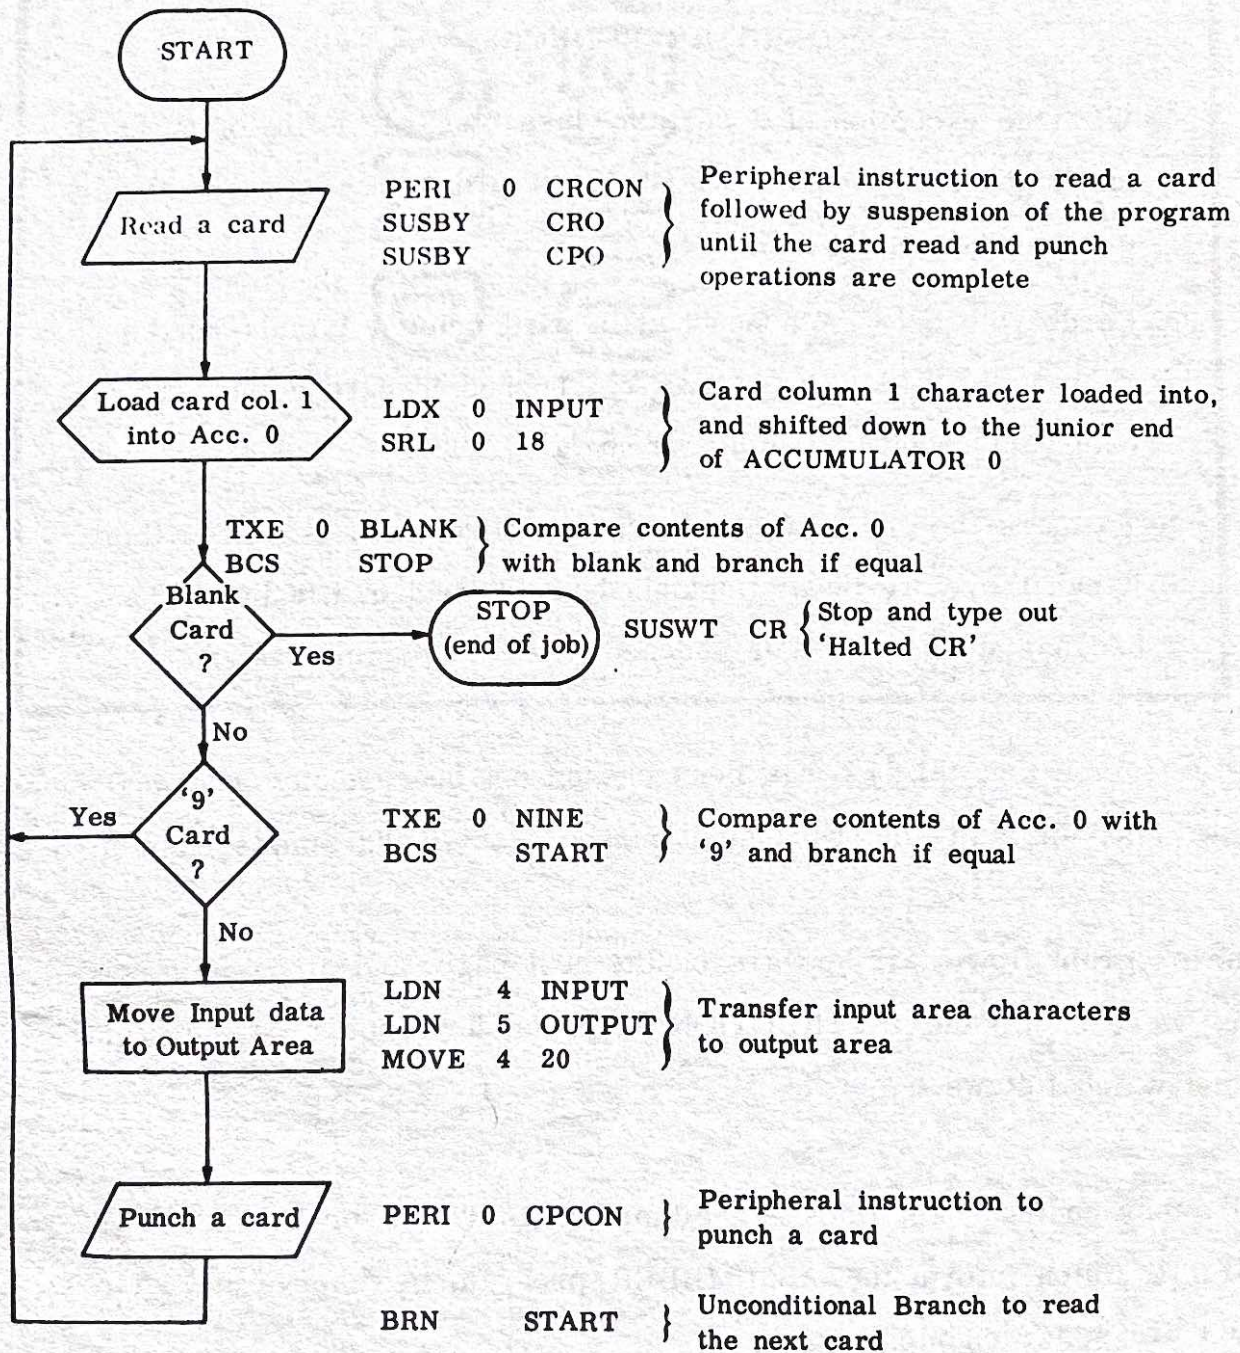 START
Read a card
PERI 0 CRCON
SUSBY CRO
SUSBY CPO
Peripheral instruction to read a card
followed by suspension of the program
until the card read and punch
operations are complete
Load card col. 1
into Acc. 0
LDX 0 INPUT
SRL 0 18
Card column 1 character loaded into,
and shifted down to the junior end
of ACCUMULATOR 0
TXE 0 BLANK
BCS STOP
Compare contents of Acc. 0
with blank and branch if equal
Blank
Card
?
Yes
STOP
(end of job)
SUSWT CR
Stop and type out
‘Halted CR’
No
‘9’
Card
?
Yes
TXE 0 NINE
BCS START
Compare contents of Acc. 0 with
‘9’ and branch if equal
No
Move Input data
to Output Area
LDN 4 INPUT
LDN 5 OUTPUT
MOVE 4 20
Transfer input area characters
to output area
Punch a card
PERI 0 CPCON
Peripheral instruction to
punch a card
BRN START
Unconditional Branch to read
the next card